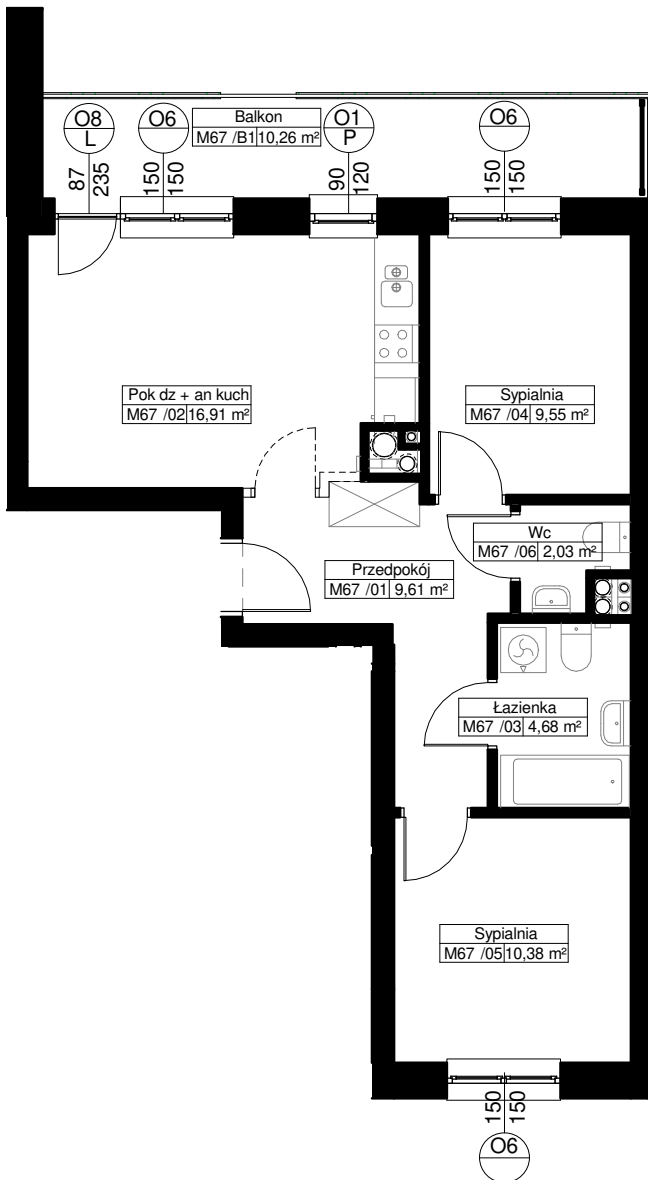 O8
L
87
235
O6
150
150
Balkon
M67 /B1 10,26 m²
O1
P
90
120
O6
150
150
Pok dz + an kuch
M67 /02 16,91 m²
Sypialnia
M67 /04 9,55 m²
Wc
M67 /06 2,03 m²
Przedpokój
M67 /01 9,61 m²
Łazienka
M67 /03 4,68 m²
Sypialnia
M67 /05 10,38 m²
150
150
O6